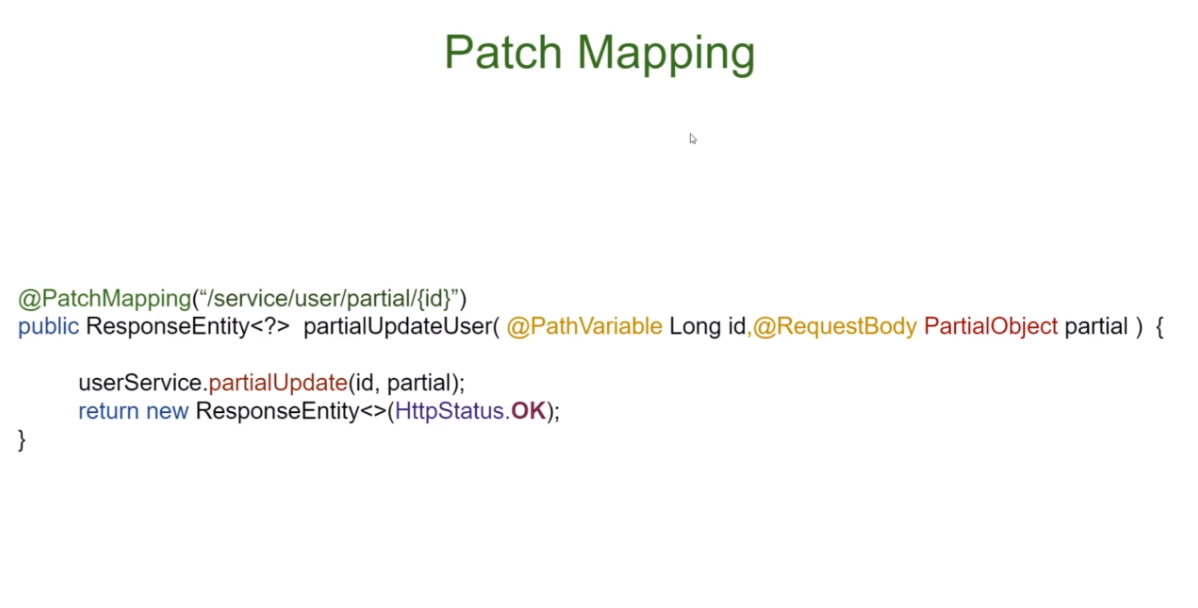 Patch Mapping
@PatchMapping(“/service/user/partial/{id}”)
public ResponseEntity<?>  partialUpdateUser( @PathVariable Long id,@RequestBody PartialObject partial )  {
userService.partialUpdate(id, partial);
return new ResponseEntity<>(HttpStatus.OK);
}